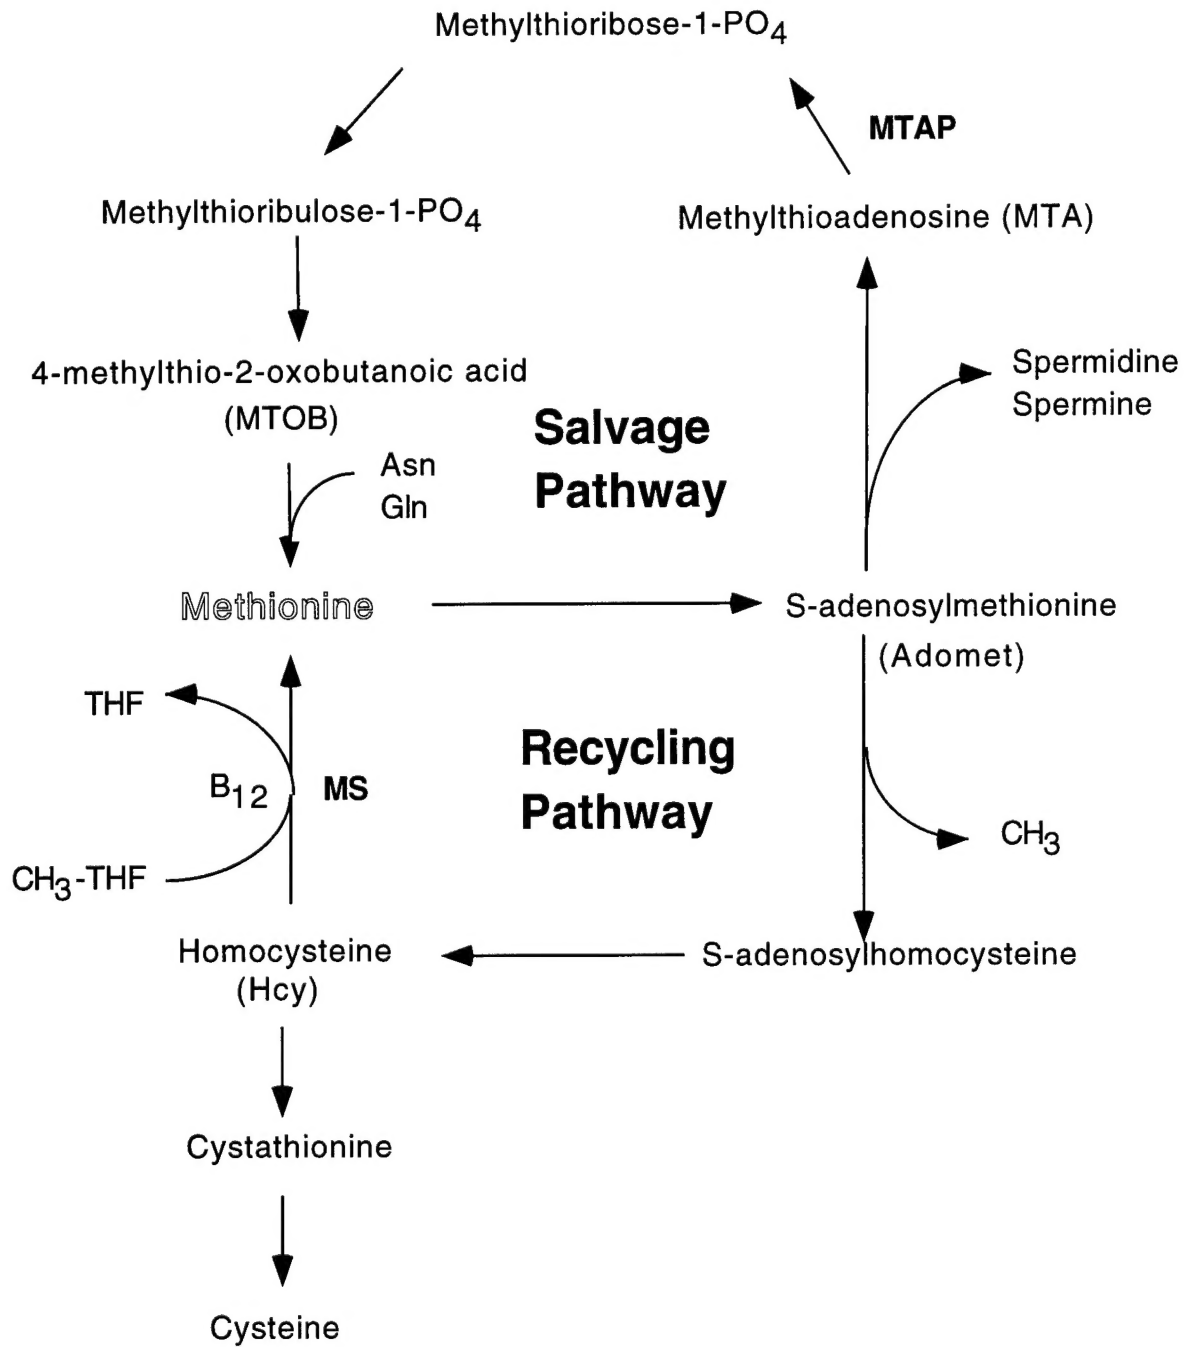 Methylthioribose-1-PO4
MTAP
Methylthioribulose-1-PO4
Methylthioadenosine (MTA)
4-methylthio-2-oxobutanoic acid
(MTOB)
Spermidine
Spermine
Salvage
Pathway
Asn
Gln
Methionine
S-adenosylmethionine
(Adomet)
THF
B12
MS
CH3-THF
Recycling
Pathway
CH3
Homocysteine
(Hcy)
S-adenosylhomocysteine
Cystathionine
Cysteine